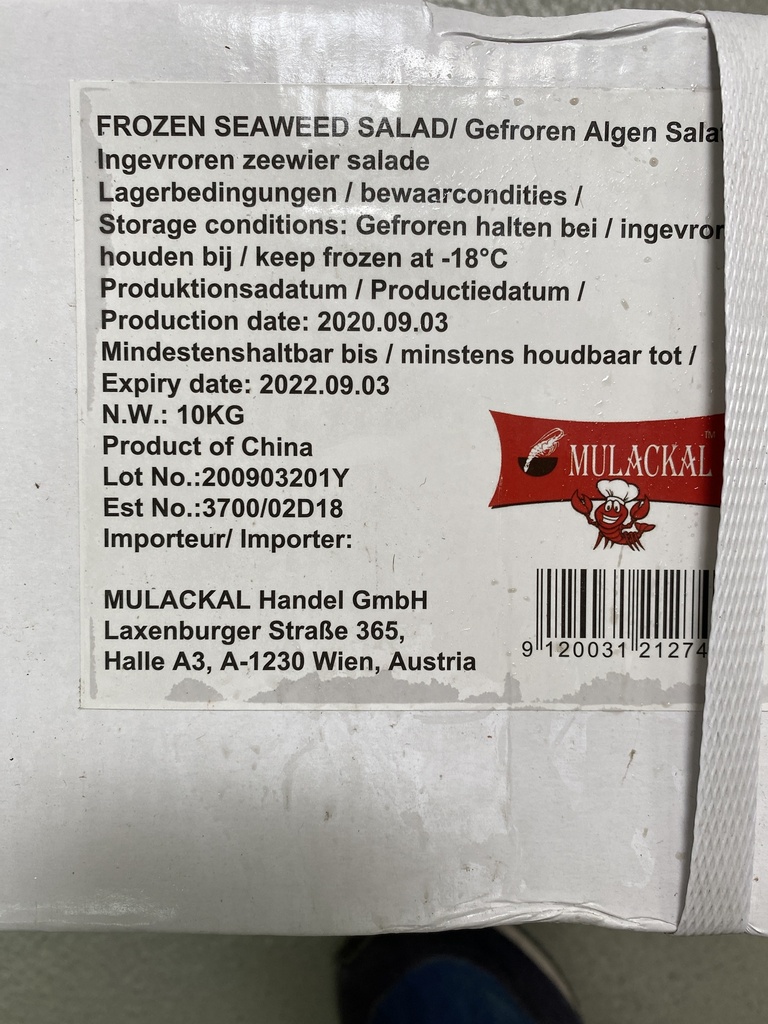 FROZEN SEAWEED SALAD/ Gefroren Algen
Ingevroren zeewier salade
Lagerbedingungen / bewaarcondities /
Storage conditions: Gefroren halten bei /
houden bij / keep frozen at -18°C
Produktionsadatum / Productiedatum /
Production date: 2020.09.03
Mindestenshaltbar bis / minstens houdbaar tot /
Expiry date: 2022.09.03
N.W.: 10KG
Product of China
Lot No.:200903201Y
Est No.:3700/02D18
Importeur/ Importer:
MULACKAL Handel GmbH
Laxenburger Straße 365,
Halle A3, A-1230 Wien, Austria
MULACKAL™
9 120031 21274